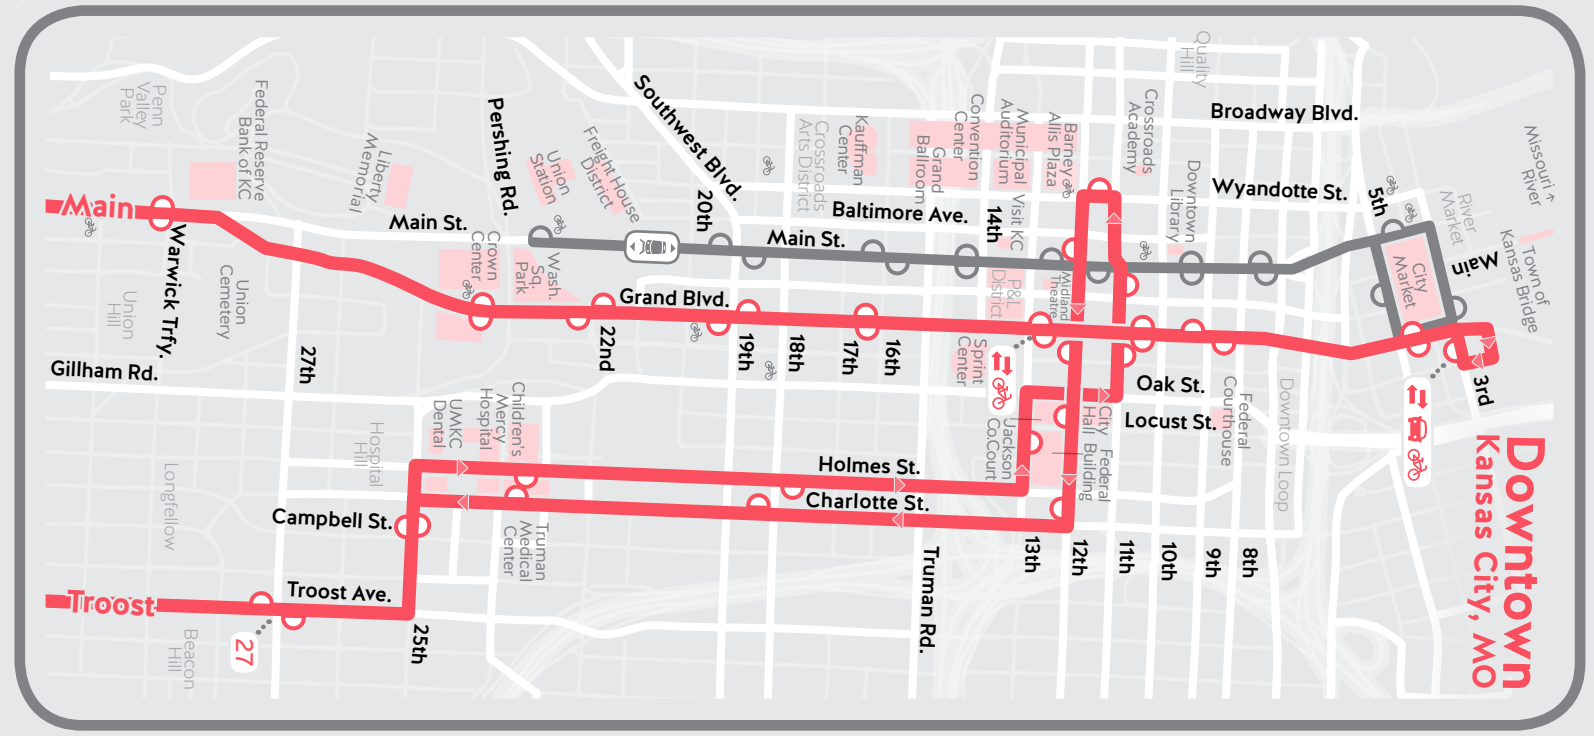 Downtown
Kansas City, MO
Missouri
River
Town of
Kansas Bridge
River
Market
5th
Main
City
Market
3rd
Quality
Hill
Broadway Blvd.
Wyandotte St.
Crossroads
Academy
Downtown
Library
Barney
Allis Plaza
Municipal
Auditorium
Convention
Center
Grand
Ballroom
Kauffman
Center
Crossroads
Arts District
14th
Visit KC
P&L
District
Midland
Theatre
Baltimore Ave.
Main St.
Southwest Blvd.
20th
Freight House
District
Union
Station
Pershing Rd.
Main St.
Liberty
Memorial
Federal Reserve
Bank of KC
Penn
Valley
Park
Main
Warwick Trfy.
Union
Cemetery
Union
Hill
Crown
Center
Wash.
Sq.
Park
Grand Blvd.
22nd
19th
18th
17th
16th
Sprint
Center
Gillham Rd.
27th
Oak St.
Locust St.
Federal
Courthouse
Downtown Loop
City
Hall
Federal
Building
Jackson
Co.Court
Children's
Mercy
Hospital
UMKC
Dental
Hospital
Hill
Longfellow
Holmes St.
Charlotte St.
Campbell St.
Truman
Medical
Center
Truman Rd.
13th
12th
11th
10th
9th
8th
Troost Ave.
Troost
25th
27
Beacon
Hill